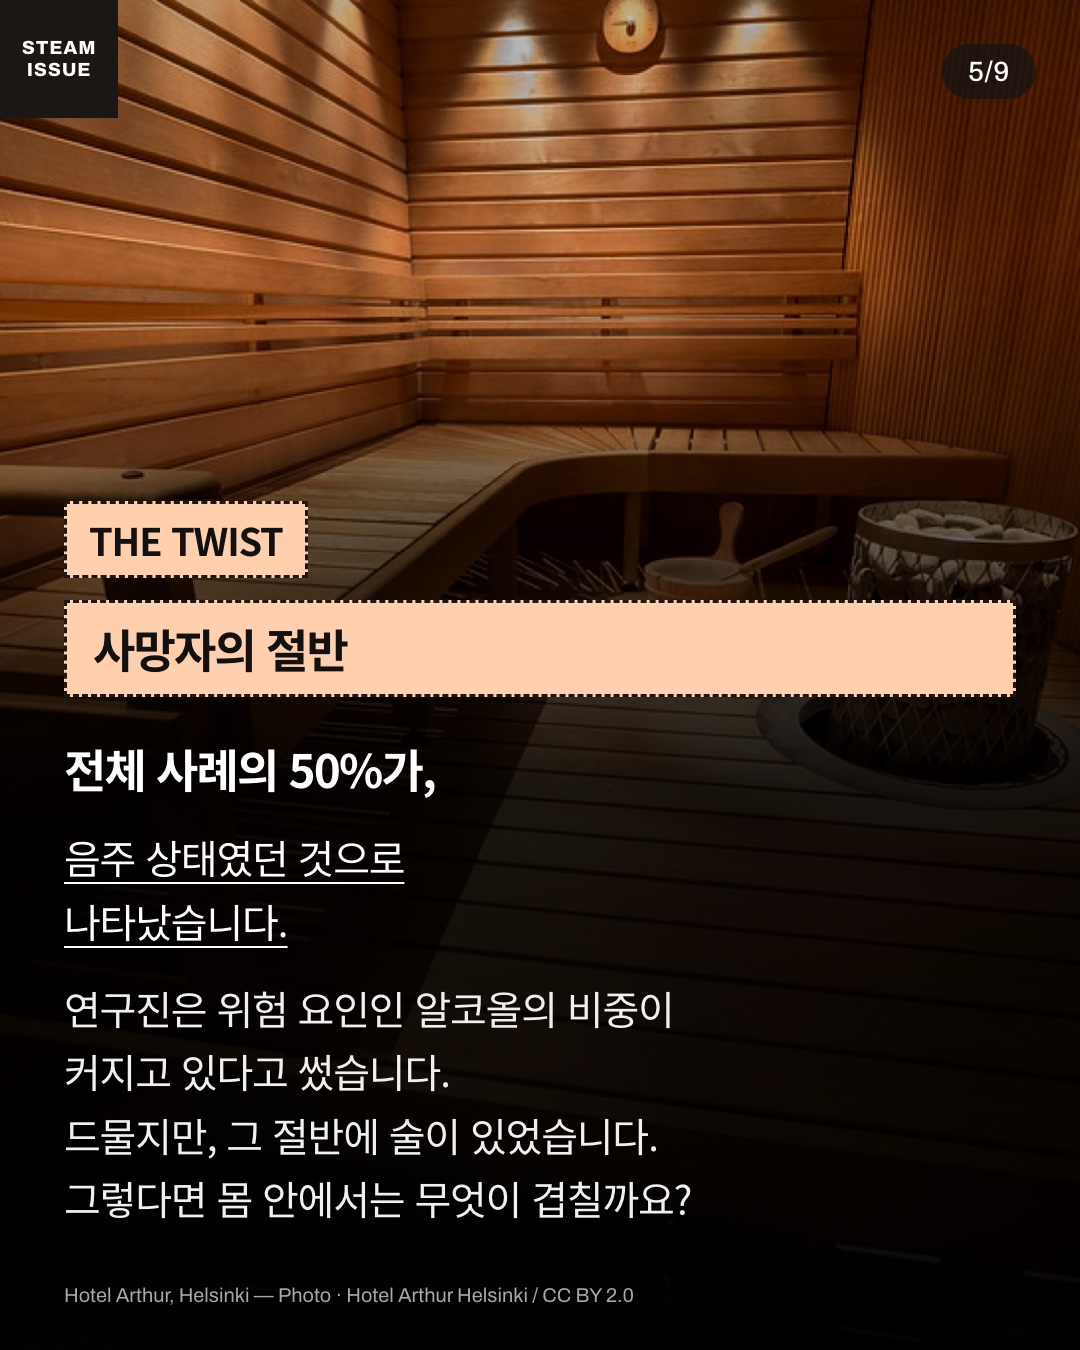 STEAM
ISSUE
5/9
THE TWIST
사망자의 절반
전체 사례의 50%가,
음주 상태였던 것으로
나타났습니다.
연구진은 위험 요인인 알코올의 비중이
커지고 있다고 썼습니다.
드물지만, 그 절반에 술이 있었습니다.
그렇다면 몸 안에서는 무엇이 겹칠까요?
Hotel Arthur, Helsinki — Photo · Hotel Arthur Helsinki / CC BY 2.0